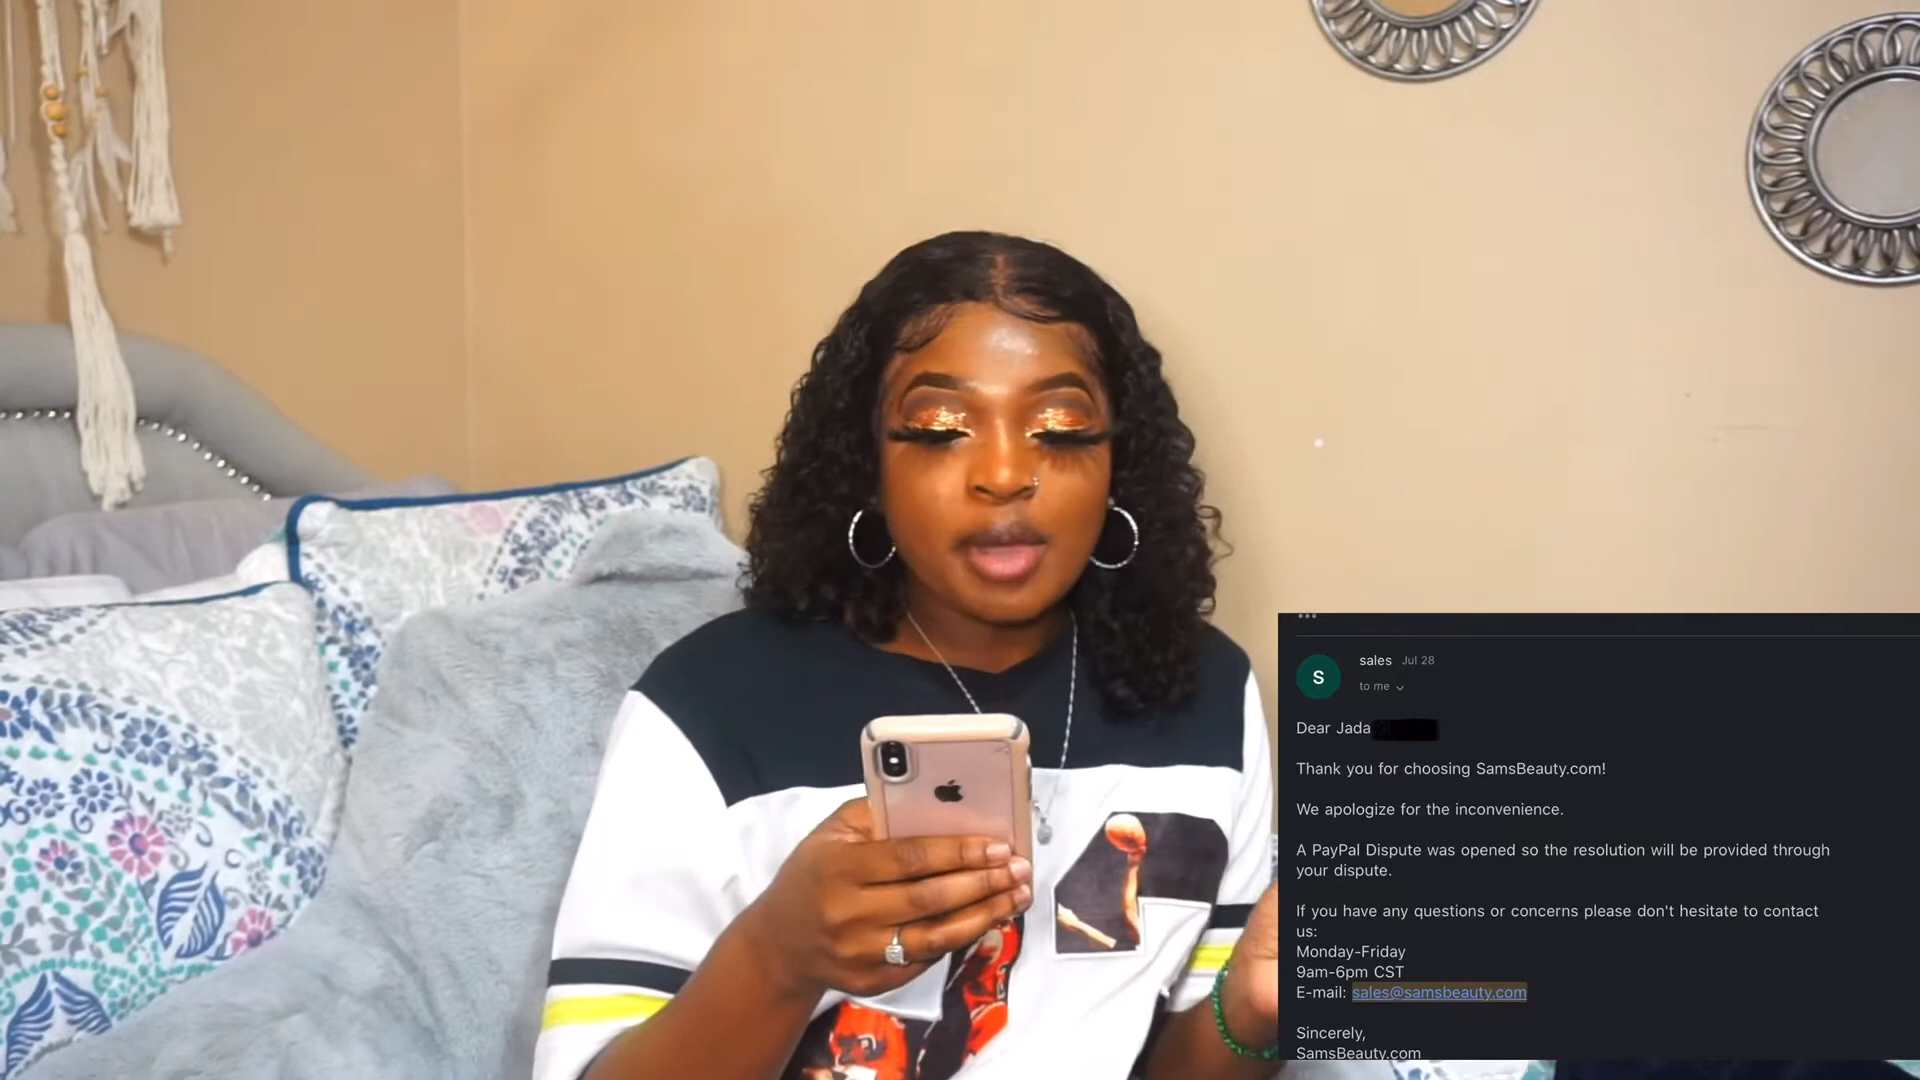 sales Jul 28
S
to me
Dear Jada
Thank you for choosing SamsBeauty.com!
We apologize for the inconvenience.
A PayPal Dispute was opened so the resolution will be provided through
your dispute.
If you have any questions or concerns please don't hesitate to contact
us:
Monday-Friday
9am-6pm CST
E-mail: sales@samsbeauty.com
Sincerely,
SamsBeauty.com